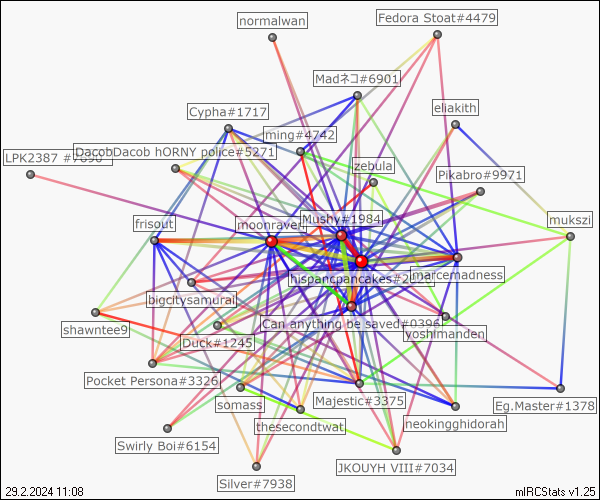 normalwan
Fedora Stoat#4479
Madネコ#6901
eliakith
Cypha#1717
ming#4742
DacobDacob hORNY police#5271
LPK2387
zebula
Pikabro#9971
mukszi
frisout
moonraven
Mushy#1984
hispancpancakes#2
marcemadness
bigcitysamurai
shawntee9
Can anything be saved#0396
yoshimanden
Duck#1245
Pocket Persona#3326
somass
Majestic#3375
Eg.Master#1378
neokingghidorah
thesecondtwat
Swirly Boi#6154
JKOUYH VIII#7034
Silver#7938
29.2.2024 11:08
mIRCStats v1.25